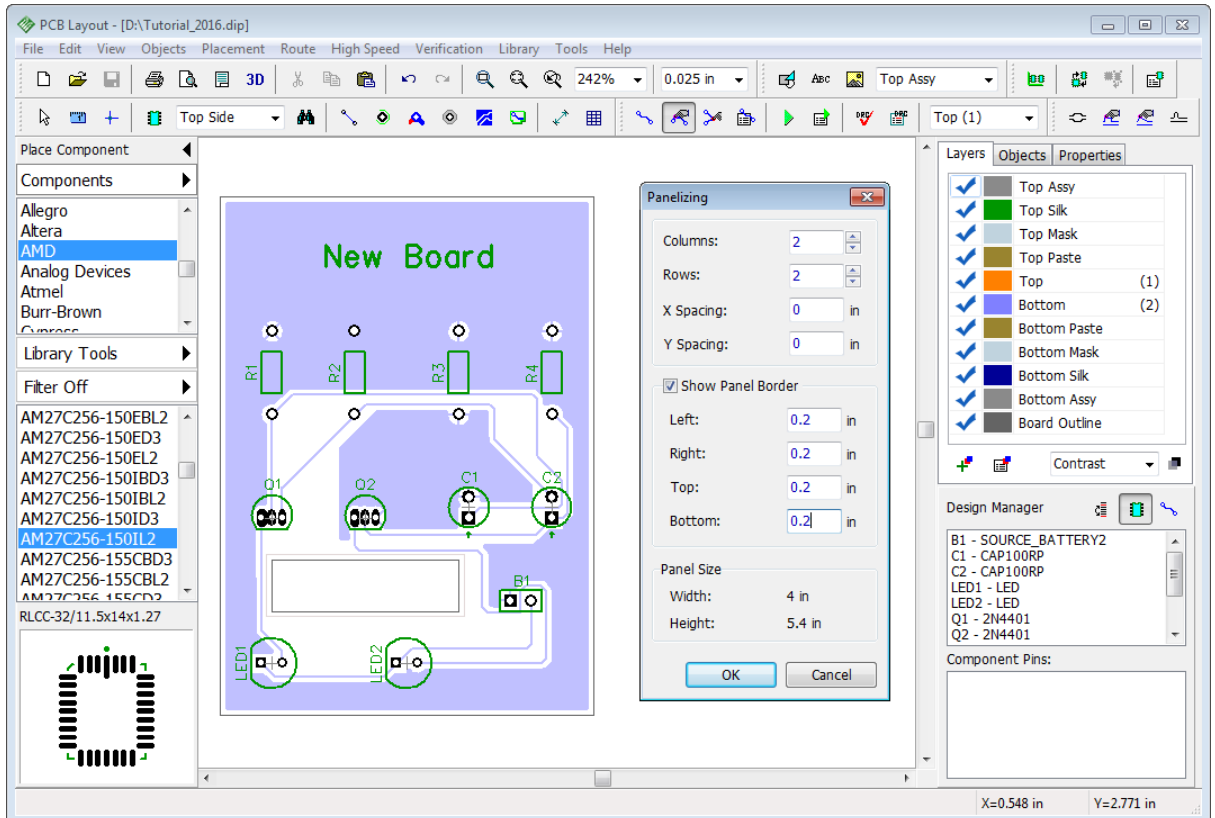 PCB Layout - [D:\Tutorial_2016.dip]
File Edit View Objects Placement Route High Speed Verification Library Tools Help
3D 242% 0.025 in ABC Top Assy
Top Side DRC DRC Top (1)
Place Component
Components
Allegro
Altera
AMD
Analog Devices
Atmel
Burr-Brown
Cypress
Library Tools
Filter Off
AM27C256-150EBL2
AM27C256-150ED3
AM27C256-150EL2
AM27C256-150IBD3
AM27C256-150IBL2
AM27C256-150ID3
AM27C256-150IL2
AM27C256-155CBD3
AM27C256-155CBL2
AM27C256-155CD3
RLCC-32/11.5x14x1.27
New Board
R1 R2 R3 R4
Q1 Q2 C1 C2
B1
LED1 LED2
Panelizing
Columns: 2
Rows: 2
X Spacing: 0 in
Y Spacing: 0 in
Show Panel Border
Left: 0.2 in
Right: 0.2 in
Top: 0.2 in
Bottom: 0.2 in
Panel Size
Width: 4 in
Height: 5.4 in
OK Cancel
Layers Objects Properties
Top Assy
Top Silk
Top Mask
Top Paste
Top (1)
Bottom (2)
Bottom Paste
Bottom Mask
Bottom Silk
Bottom Assy
Board Outline
Contrast
Design Manager
B1 - SOURCE_BATTERY2
C1 - CAP100RP
C2 - CAP100RP
LED1 - LED
LED2 - LED
Q1 - 2N4401
Q2 - 2N4401
Component Pins:
X=0.548 in Y=2.771 in